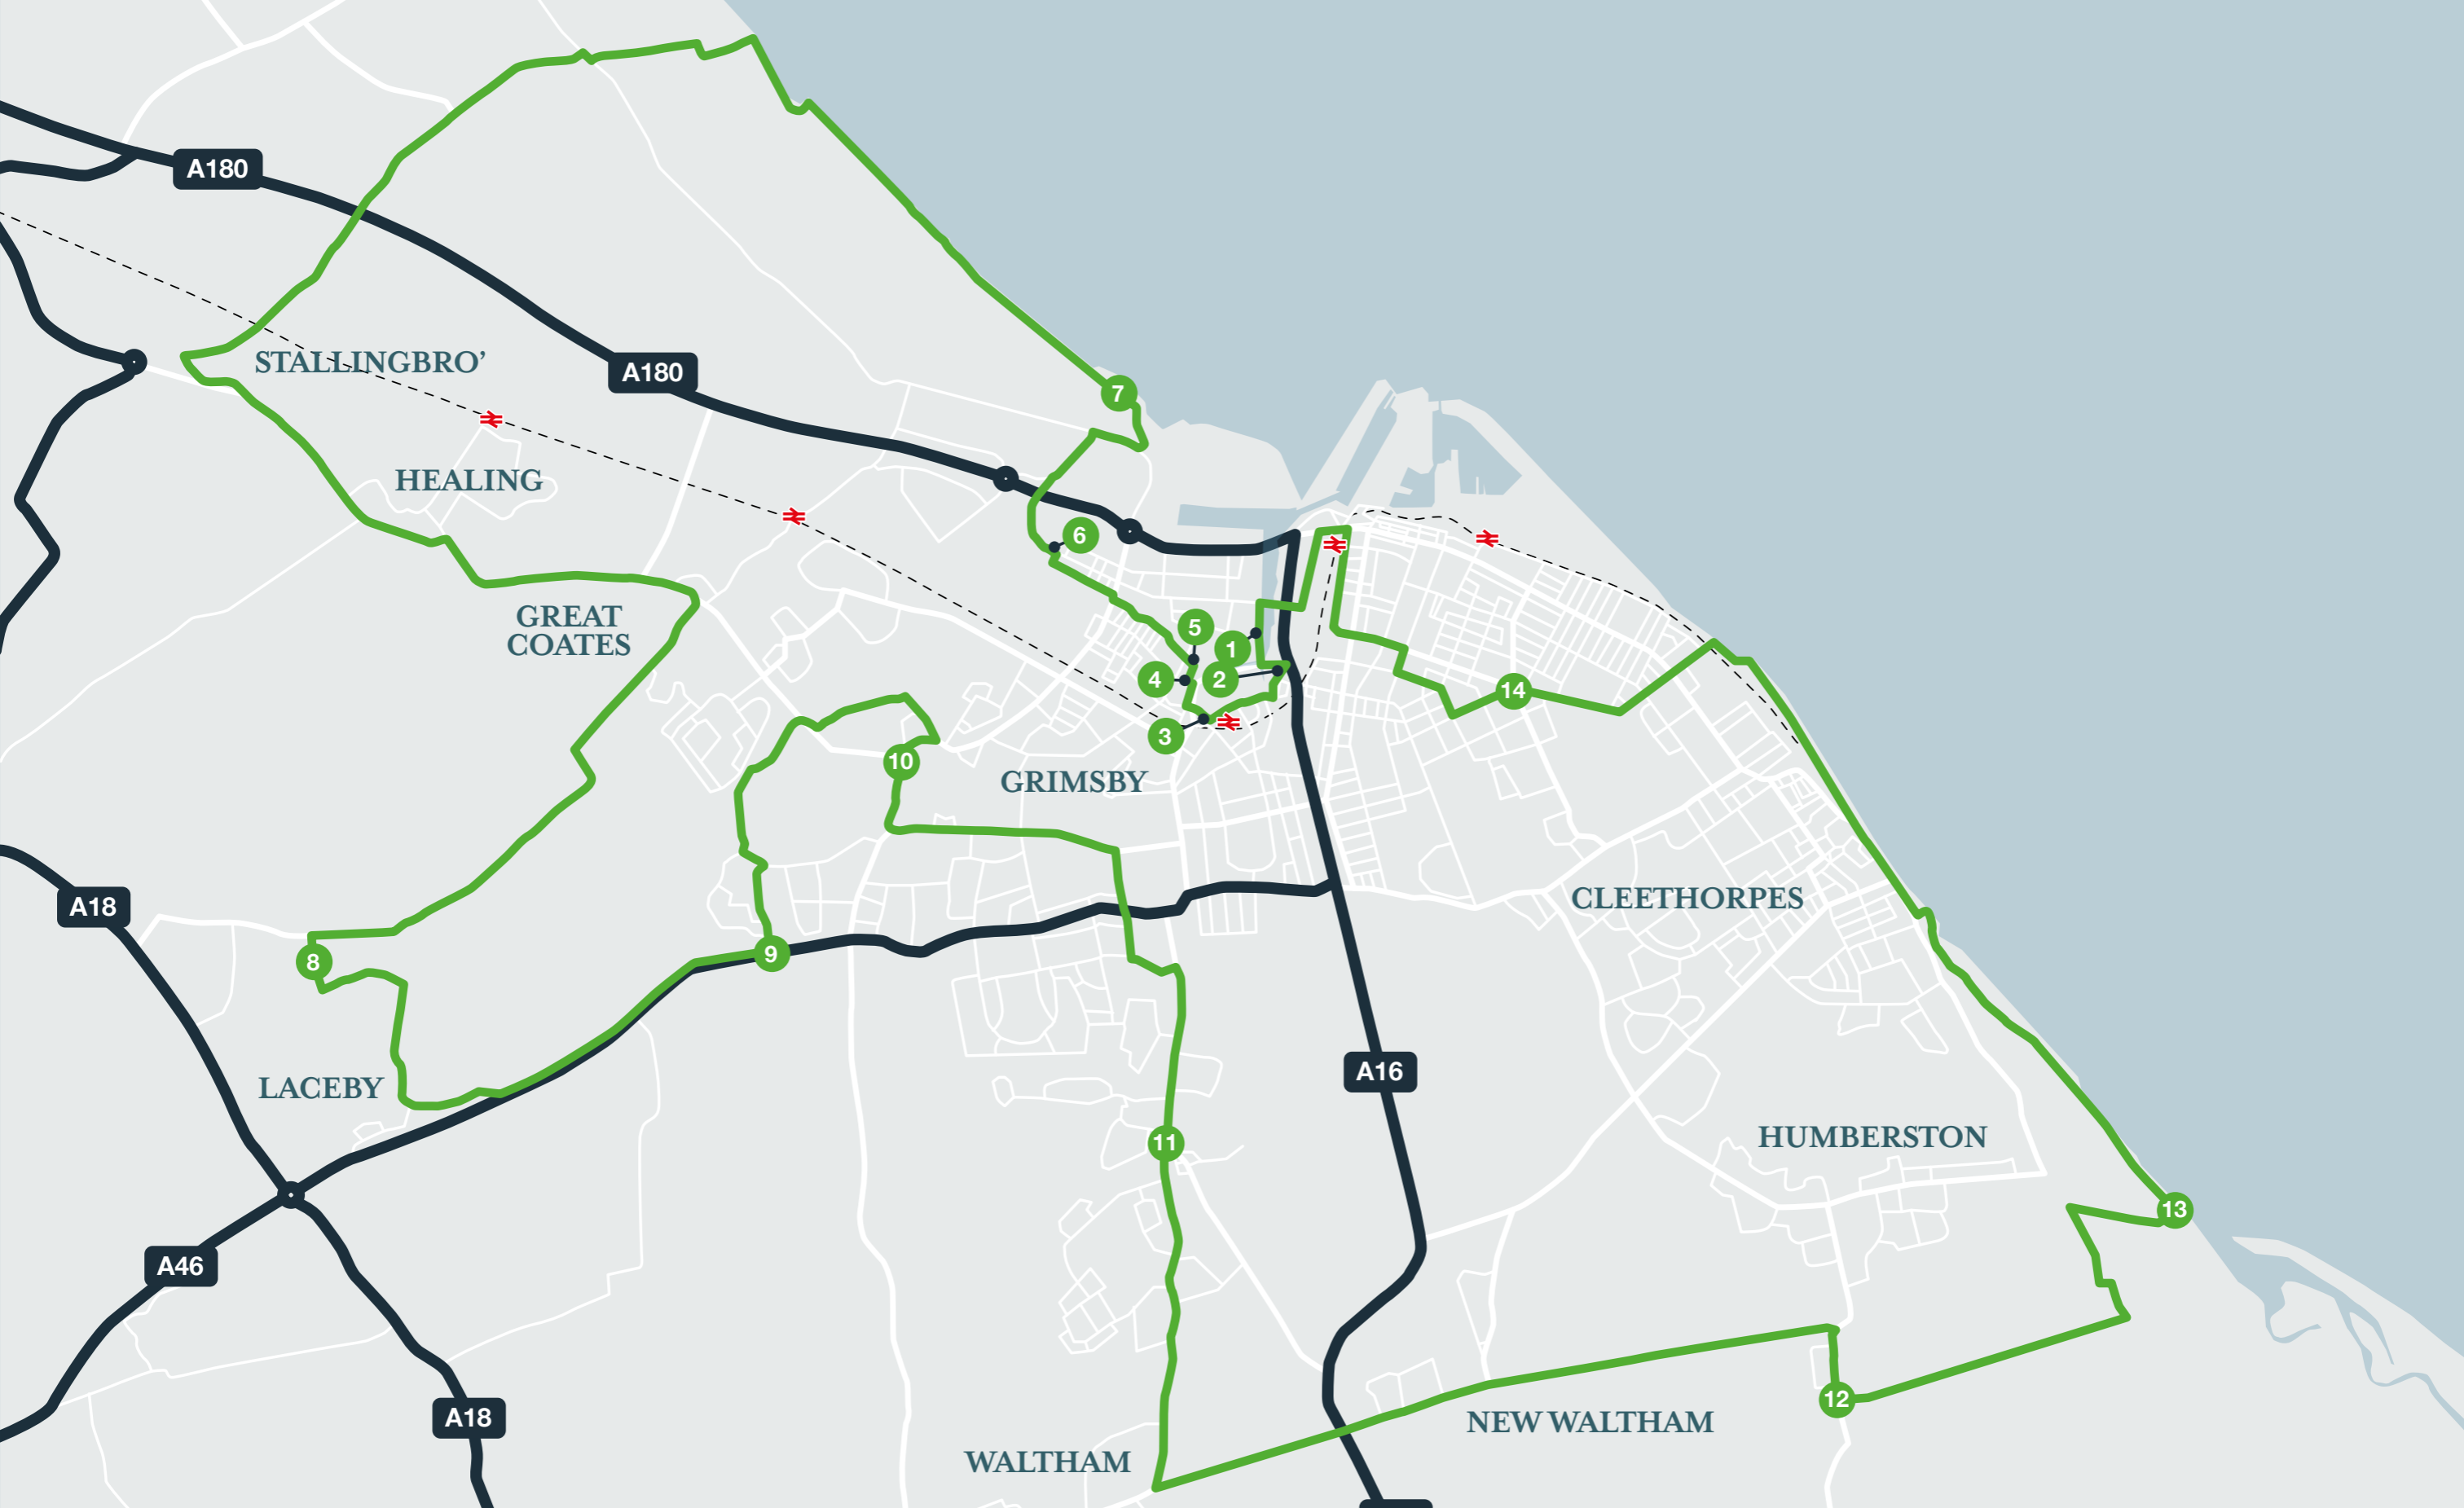 A180
STALLINGBRO'
A180
7
HEALING
6
GREAT
COATES
5
1
4
2
14
3
10
GRIMSBY
A18
CLEETHORPES
9
8
A16
LACEBY
HUMBERSTON
11
13
A46
12
A18
NEW WALTHAM
WALTHAM